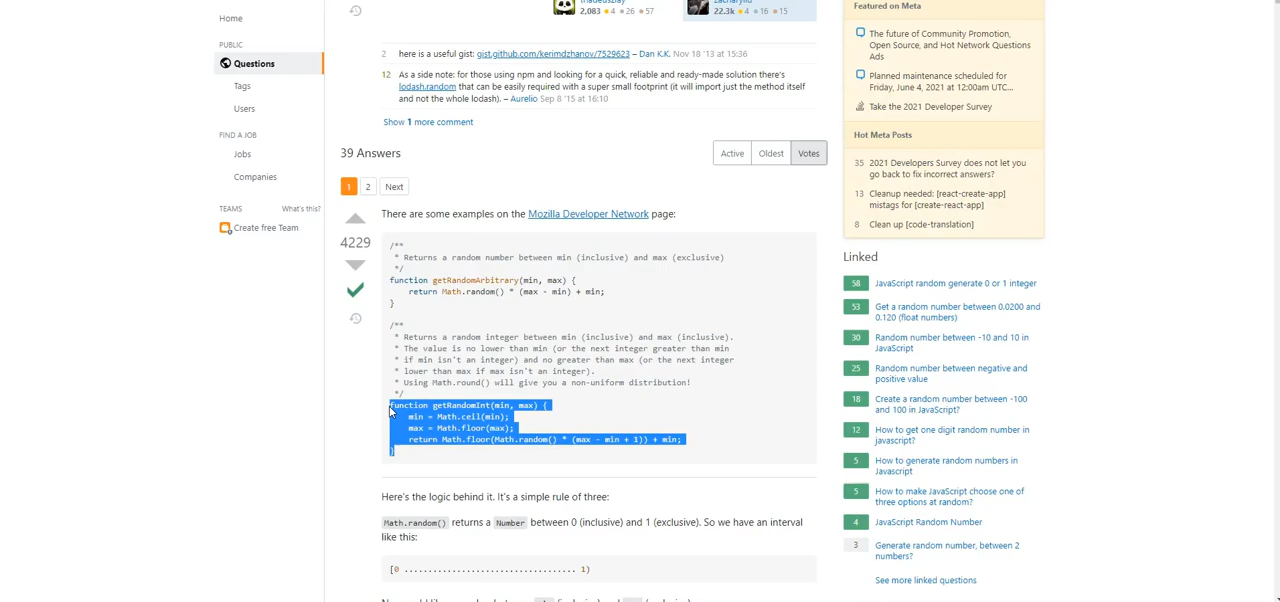 Home
PUBLIC
Questions
Tags
Users
FIND A JOB
Jobs
Companies
TEAMS What's this?
Create free Team
2,083 4 26 57
22.3k 4 16 15
2 here is a useful gist: gist.github.com/kerimdzhanov/7529623 – Dan K.K. Nov 18 '13 at 15:36
12 As a side note: for those using npm and looking for a quick, reliable and ready-made solution there's
lodash.random that can be easily required with a super small footprint (it will import just the method itself
and not the whole lodash). – Aurelio Sep 8 '15 at 16:10
Show 1 more comment
39 Answers
Active Oldest Votes
1 2 Next
There are some examples on the Mozilla Developer Network page:
4229
/**
* Returns a random number between min (inclusive) and max (exclusive)
*/
function getRandomArbitrary(min, max) {
return Math.random() * (max - min) + min;
}
/**
* Returns a random integer between min (inclusive) and max (inclusive).
* The value is no lower than min (or the next integer greater than min
* if min isn't an integer) and no greater than max (or the next integer
* lower than max if max isn't an integer).
* Using Math.round() will give you a non-uniform distribution!
*/
function getRandomInt(min, max) {
min = Math.ceil(min);
max = Math.floor(max);
return Math.floor(Math.random() * (max - min + 1)) + min;
}
Here's the logic behind it. It's a simple rule of three:
Math.random() returns a Number between 0 (inclusive) and 1 (exclusive). So we have an interval
like this:
[0 .................................... 1)
Featured on Meta
The future of Community Promotion,
Open Source, and Hot Network Questions
Ads
Planned maintenance scheduled for
Friday, June 4, 2021 at 12:00am UTC...
Take the 2021 Developer Survey
Hot Meta Posts
35 2021 Developers Survey does not let you
go back to fix incorrect answers?
13 Cleanup needed: [react-create-app]
mistags for [create-react-app]
8 Clean up [code-translation]
Linked
58 JavaScript random generate 0 or 1 integer
53 Get a random number between 0.0200 and
0.120 (float numbers)
30 Random number between -10 and 10 in
JavaScript
25 Random number between negative and
positive value
18 Create a random number between -100
and 100 in JavaScript?
12 How to get one digit random number in
javascript?
5 How to generate random numbers in
Javascript
5 How to make JavaScript choose one of
three options at random?
4 JavaScript Random Number
3 Generate random number, between 2
numbers?
See more linked questions